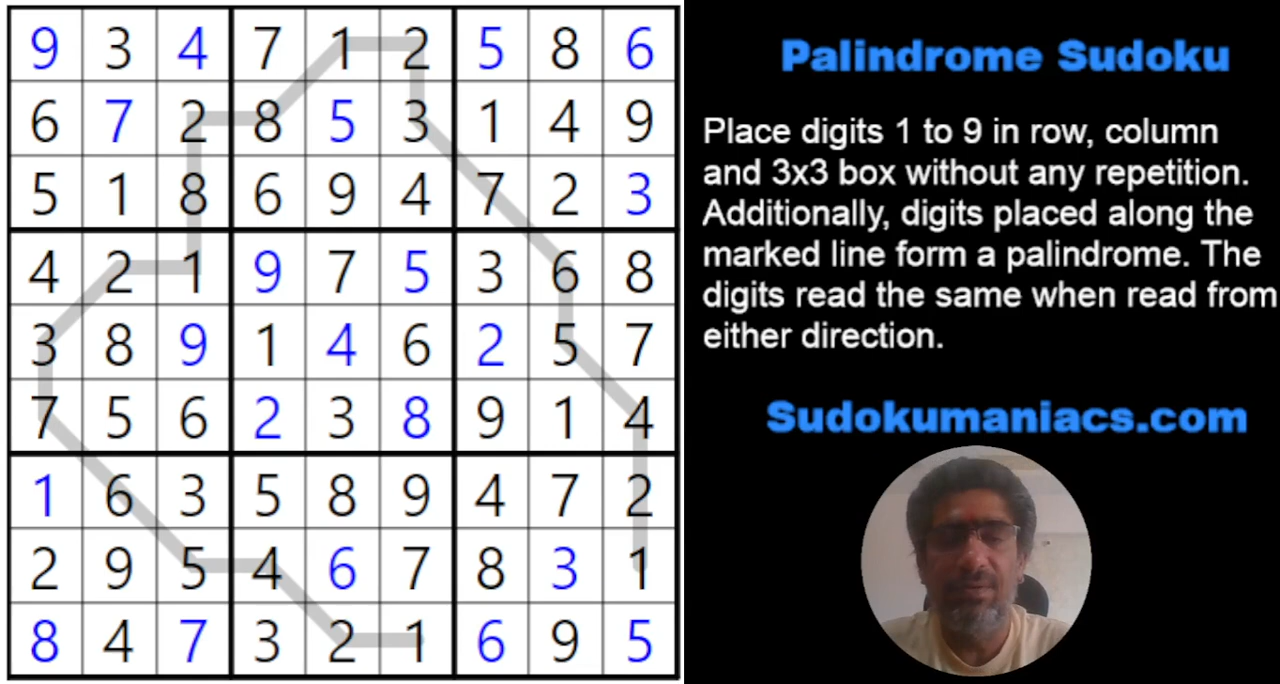 9 3 4 7 1 2 5 8 6
6 7 2 8 5 3 1 4 9
5 1 8 6 9 4 7 2 3
4 2 1 9 7 5 3 6 8
3 8 9 1 4 6 2 5 7
7 5 6 2 3 8 9 1 4
1 6 3 5 8 9 4 7 2
2 9 5 4 6 7 8 3 1
8 4 7 3 2 1 6 9 5
Palindrome Sudoku
Place digits 1 to 9 in row, column
and 3x3 box without any repetition.
Additionally, digits placed along the
marked line form a palindrome. The
digits read the same when read from
either direction.
Sudokumaniacs.com